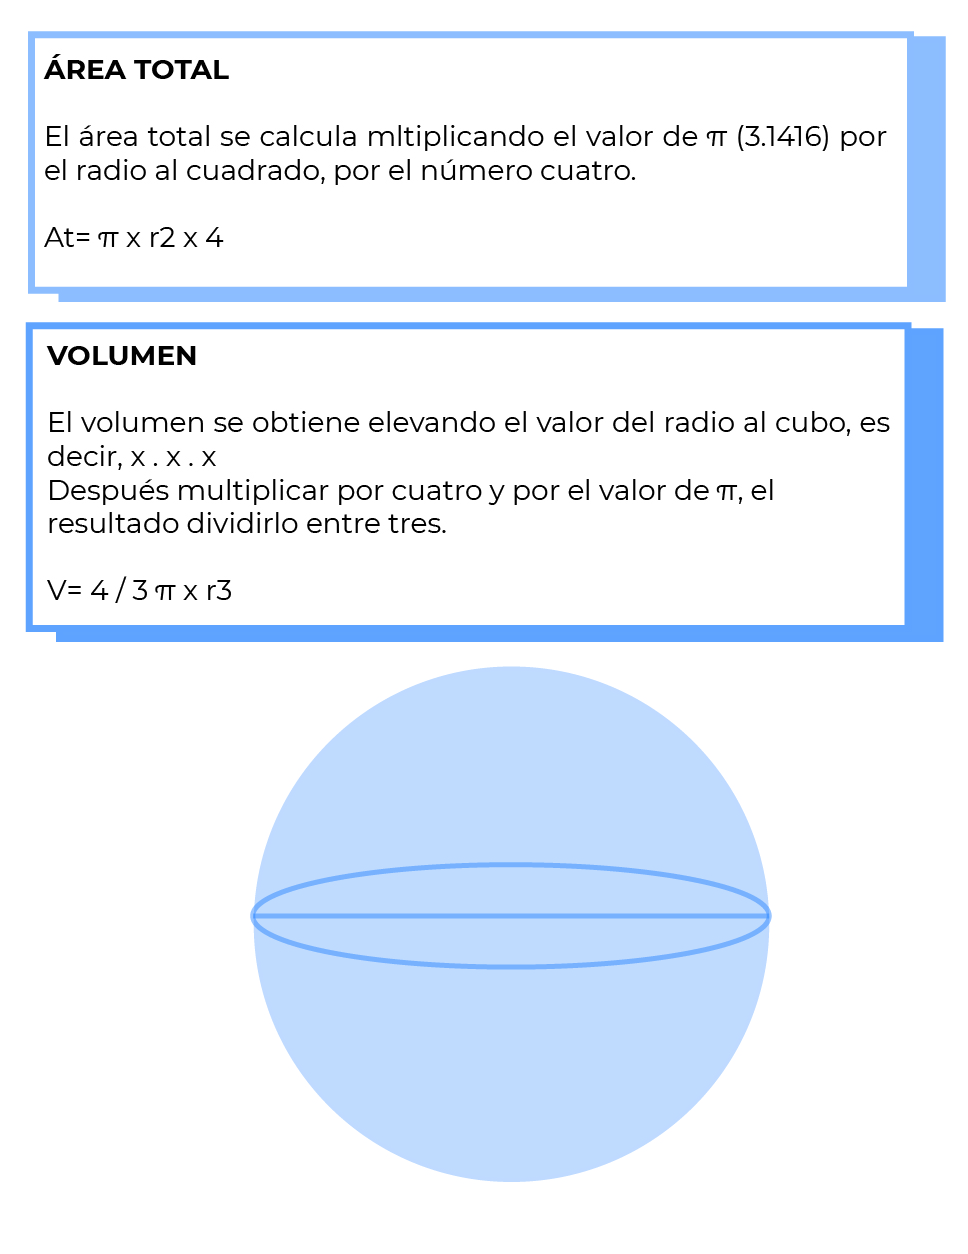 ÁREA TOTAL
El área total se calcula mltiplicando el valor de π (3.1416) por
el radio al cuadrado, por el número cuatro.
At= π x r2 x 4
VOLUMEN
El volumen se obtiene elevando el valor del radio al cubo, es
decir, x . x . x
Después multiplicar por cuatro y por el valor de π, el
resultado dividirlo entre tres.
V= 4 / 3 π x r3